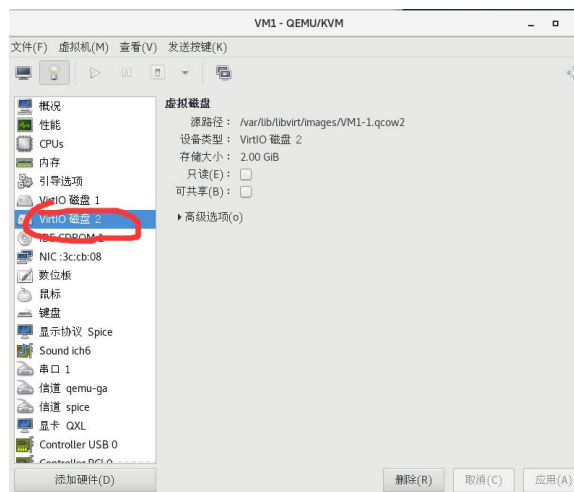 VM1 - QEMU/KVM
文件(F) 虚拟机(M) 查看(V) 发送按键(K)
概况
性能
CPUs
内存
引导选项
VirtIO 磁盘 1
VirtIO 磁盘 2
IDE CDROM 1
NIC :3c:cb:08
数位板
鼠标
键盘
显示协议 Spice
Sound ich6
串口 1
信道 qemu-ga
信道 spice
显卡 QXL
Controller USB 0
Controller PCI 0
添加硬件(D)
虚拟磁盘
源路径： /var/lib/libvirt/images/VM1-1.qcow2
设备类型： VirtIO 磁盘 2
存储大小： 2.00 GiB
只读(E)：
可共享(B)：
高级选项(o)
删除(R) 取消(C) 应用(A)